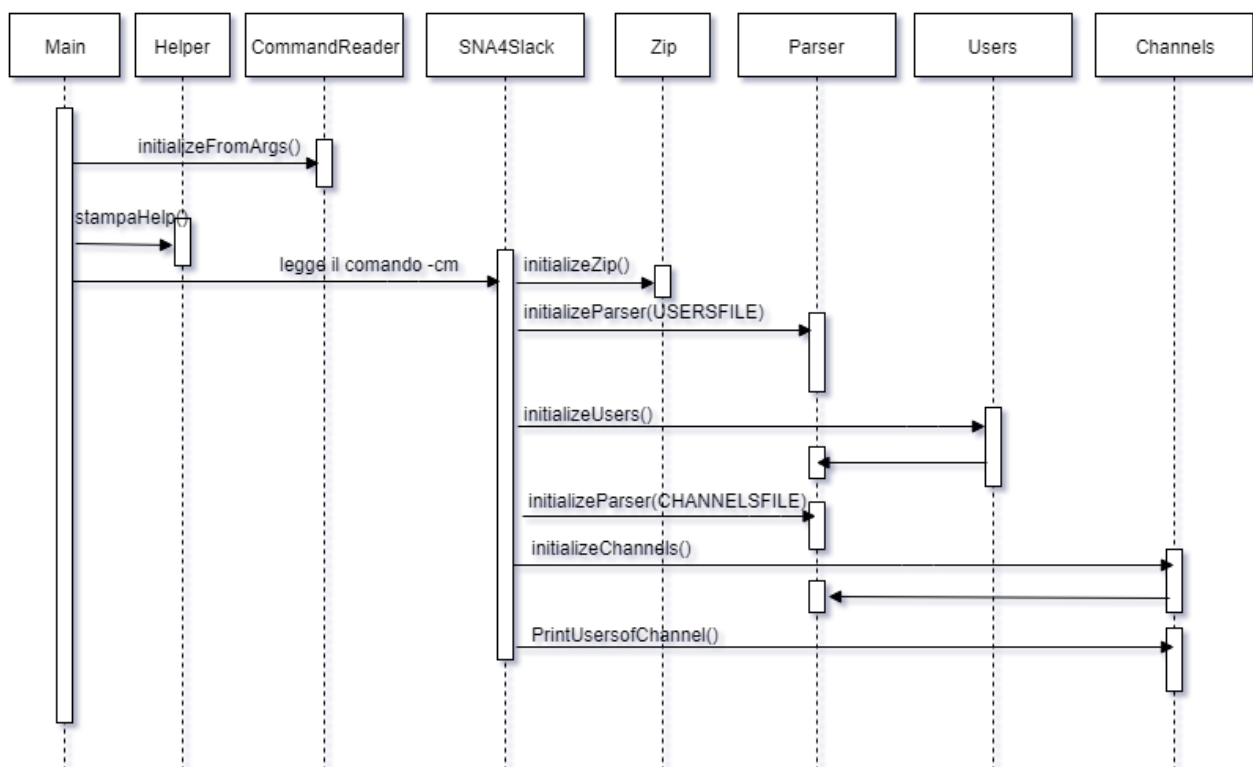 Main Helper CommandReader SNA4Slack Zip Parser Users Channels
initializeFromArgs()
stampaHelp()
legge il comando -cm
initializeZip()
initializeParser(USERSFILE)
initializeUsers()
initializeParser(CHANNELSFILE)
initializeChannels()
PrintUsersofChannel()